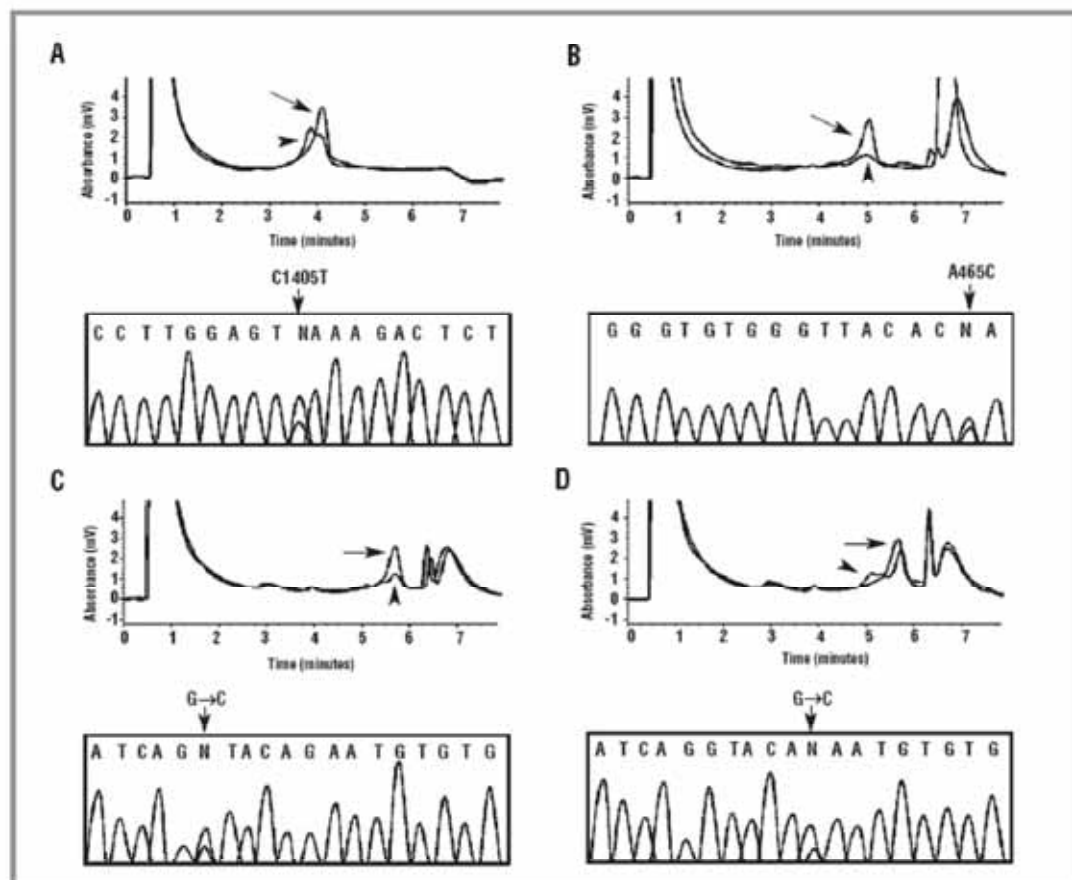 A
B
Absorbance (mV)
4
3
2
1
0
-1
0 1 2 3 4 5 6 7
Time (minutes)
Absorbance (mV)
4
3
2
1
0
-1
0 1 2 3 4 5 6 7
Time (minutes)
C1405T
C C T T G G A G T N A A A G A C T C T
A465C
G G G T G T G G G T T A C A C N A
C
D
Absorbance (mV)
4
3
2
1
0
-1
0 1 2 3 4 5 6 7
Time (minutes)
Absorbance (mV)
4
3
2
1
0
-1
0 1 2 3 4 5 6 7
Time (minutes)
G→C
A T C A G N T A C A G A A T G T G T G
G→C
A T C A G G T A C A N A A T G T G T G